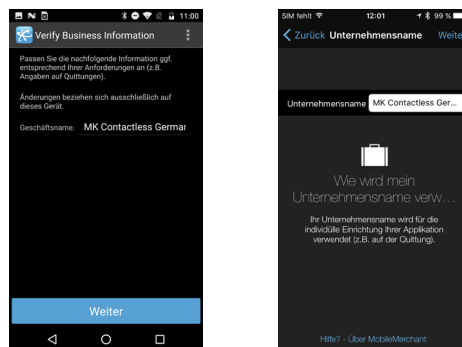 11:00
Verify Business Information
Passen Sie die nachfolgende Information ggf.
entsprechend Ihrer Anforderungen an (z.B.
Angaben auf Quittungen).
Änderungen beziehen sich ausschließlich auf
dieses Gerät.
Geschäftsname: MK Contactless Germar
Weiter
SIM fehlt 12:01 99 %
Zurück Unternehmensname Weite
Unternehmensname MK Contactless Ger...
Wie wird mein
Unternehmensname verw...
Ihr Unternehmensname wird für die
individülle Einrichtung Ihrer Applikation
verwendet (z.B. auf der Quittung).
Hilfe? - Über MobileMerchant